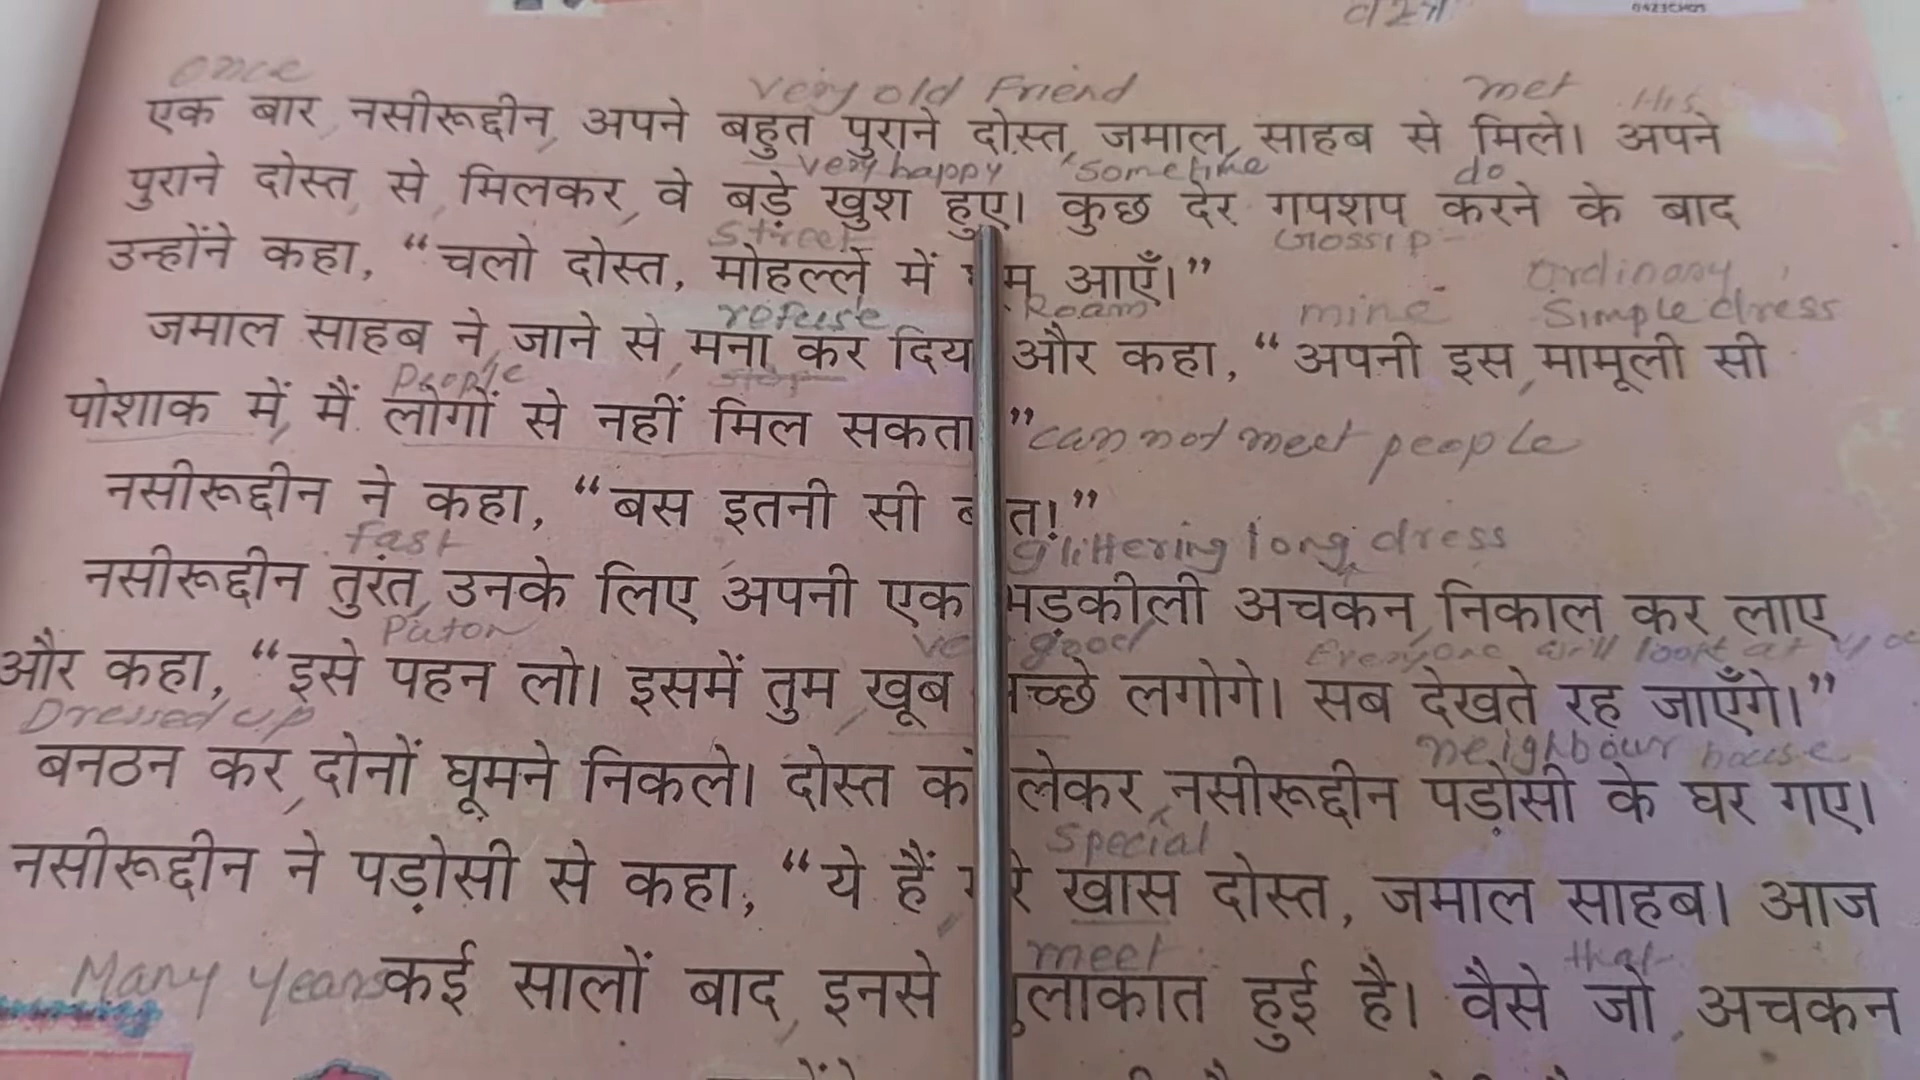 once very old Friend met His
एक बार नसीरूद्दीन, अपने बहुत पुराने दोस्त, जमाल, साहब से मिले। अपने
very happy sometime do
पुराने दोस्त से मिलकर, वे बड़े खुश हुए। कुछ देर गपशप करने के बाद
street Gossip
उन्होंने कहा, “चलो दोस्त, मोहल्ले में आएँ।”
ordinary
refuse Roam mine Simple dress
जमाल साहब ने, जाने से, मना कर और कहा, “अपनी इस, मामूली सी
People stop
पोशाक में, मैं लोगों से नहीं मिल सकता ” can not meet people
नसीरूद्दीन ने कहा, “बस इतनी सी
fast glittering long dress
नसीरूद्दीन तुरंत, उनके लिए अपनी एक भड़कीली अचकन, निकाल कर लाए
Puton good Everyone will look at
और कहा, “इसे पहन लो। इसमें तुम, खूब लगोगे। सब देखते रह जाएँगे।”
Dressed up neighbour house
बनठन कर, दोनों घूमने निकले। दोस्त लेकर, नसीरूद्दीन पड़ोसी के घर गए।
special
नसीरूद्दीन ने पड़ोसी से कहा, “ये हैं, खास दोस्त, जमाल साहब। आज
meet that
Many years कई सालों बाद, इनसे हुई है। वैसे जो, अचकन